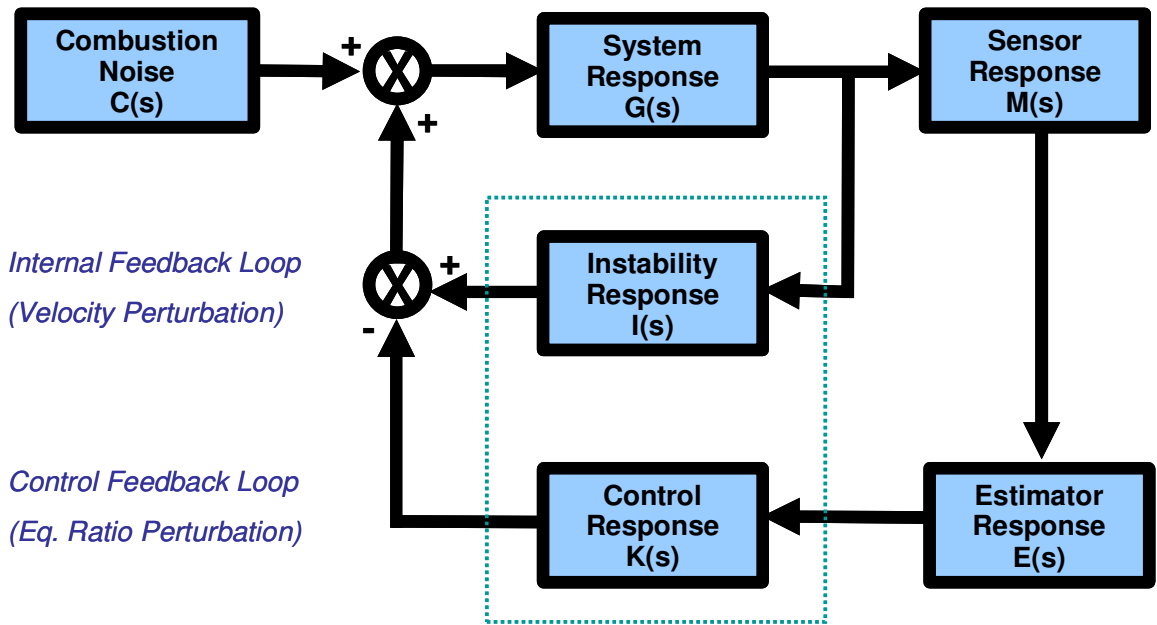 Combustion
Noise
C(s)
+
System
Response
G(s)
Sensor
Response
M(s)
+
Internal Feedback Loop
(Velocity Perturbation)
+
-
Instability
Response
I(s)
Control Feedback Loop
(Eq. Ratio Perturbation)
Control
Response
K(s)
Estimator
Response
E(s)